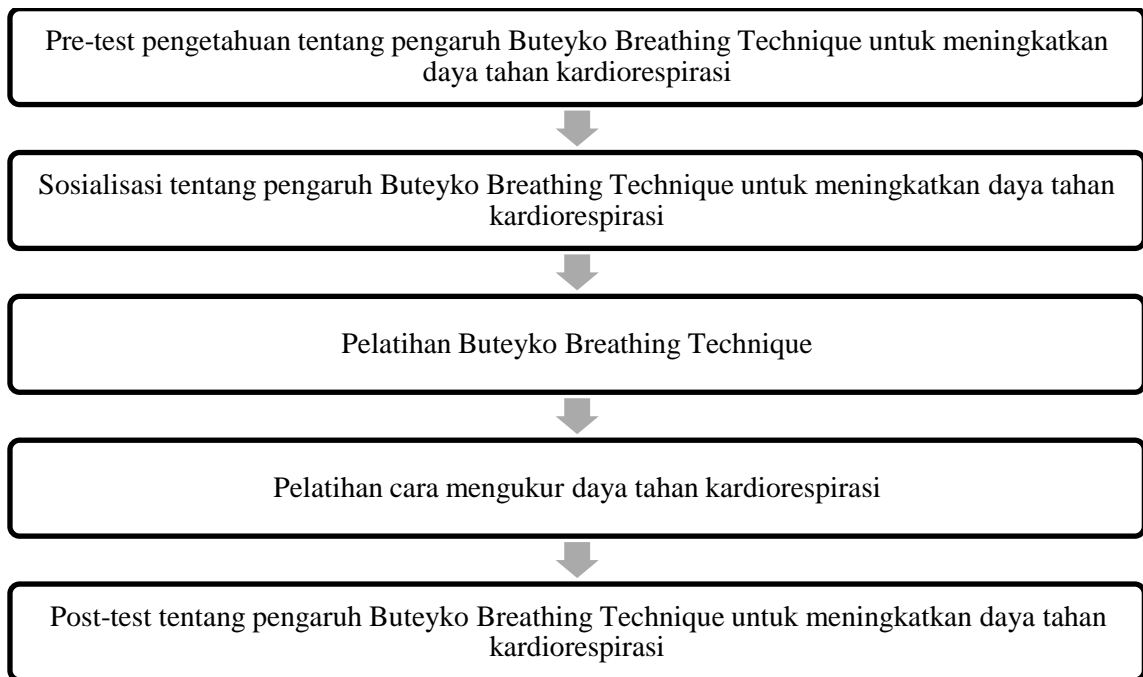 Pre-test pengetahuan tentang pengaruh Buteyko Breathing Technique untuk meningkatkan
daya tahan kardiorespirasi
Sosialisasi tentang pengaruh Buteyko Breathing Technique untuk meningkatkan daya tahan
kardiorespirasi
Pelatihan Buteyko Breathing Technique
Pelatihan cara mengukur daya tahan kardiorespirasi
Post-test tentang pengaruh Buteyko Breathing Technique untuk meningkatkan daya tahan
kardiorespirasi